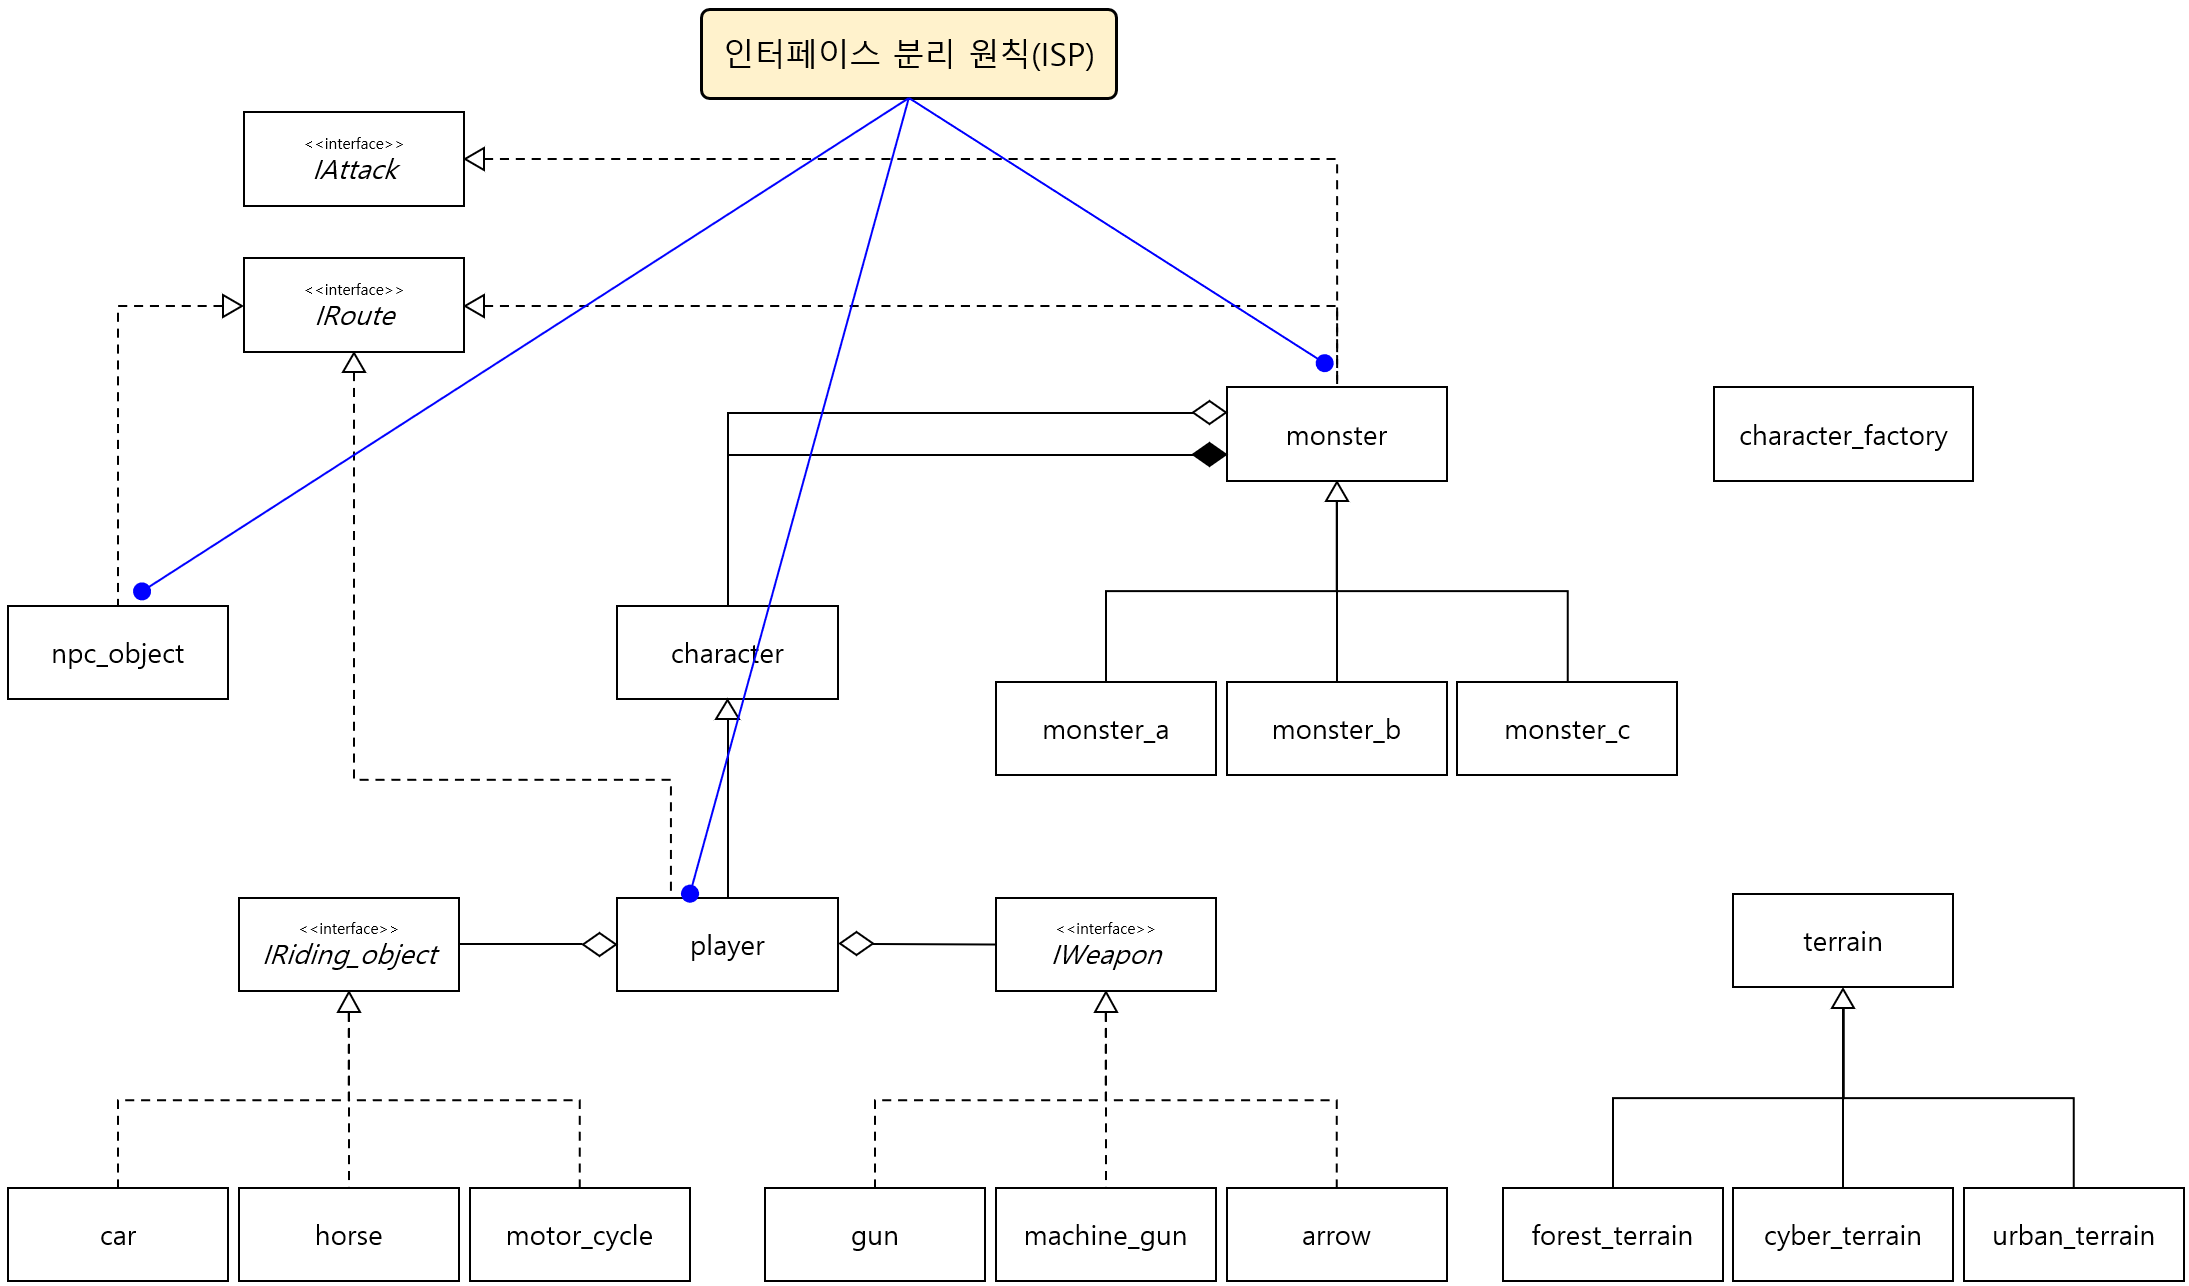 인터페이스 분리 원칙(ISP)
<<interface>>
IAttack
<<interface>>
IRoute
monster
character_factory
npc_object
character
monster_a
monster_b
monster_c
<<interface>>
IRiding_object
player
<<interface>>
IWeapon
terrain
car
horse
motor_cycle
gun
machine_gun
arrow
forest_terrain
cyber_terrain
urban_terrain